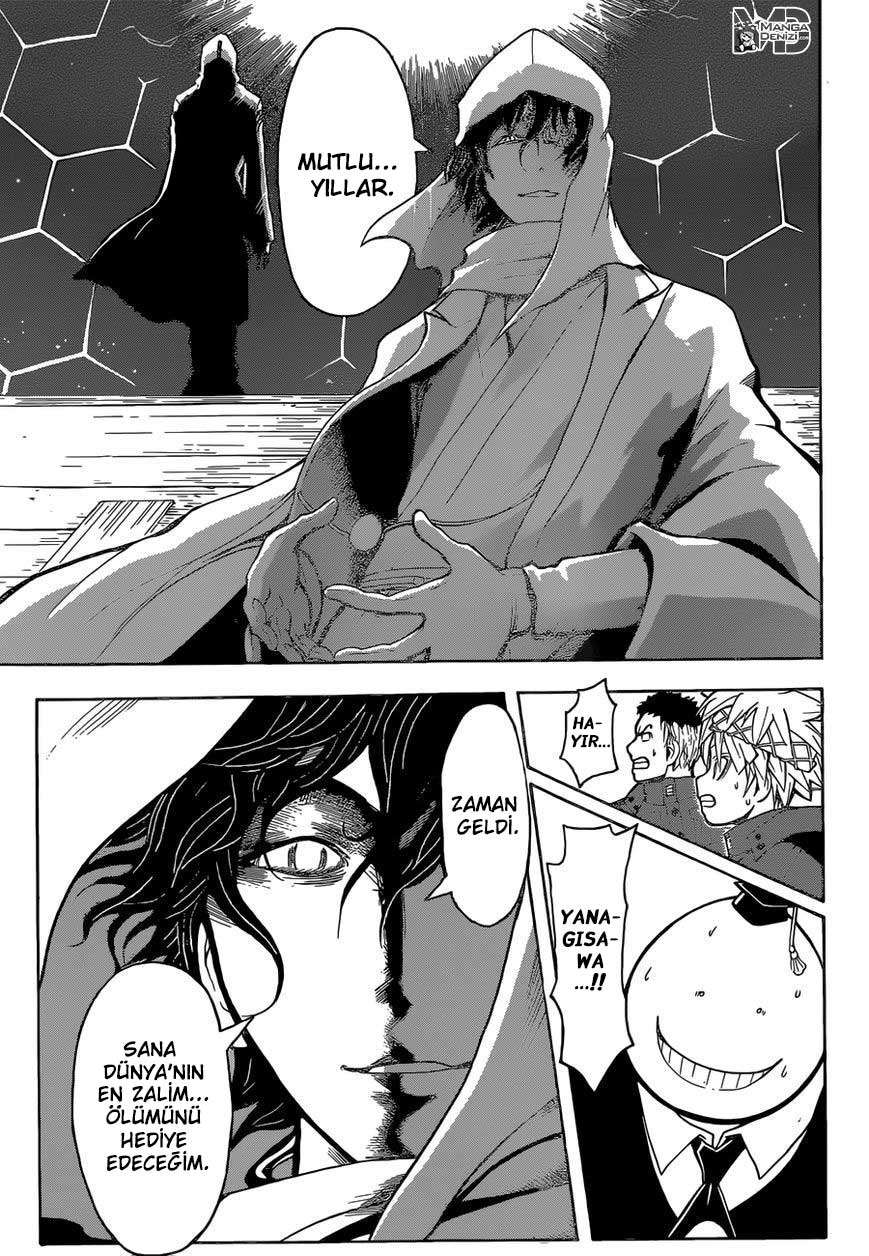 MANGA
DENİZİ.com
MUTLU...
YILLAR.
HA-
YIR...
YANA-
GISA-
WA
...!!
ZAMAN
GELDİ.
SANA
DÜNYA'NIN
EN ZALİM...
ÖLÜMÜNÜ
HEDİYE
EDECEĞİM.